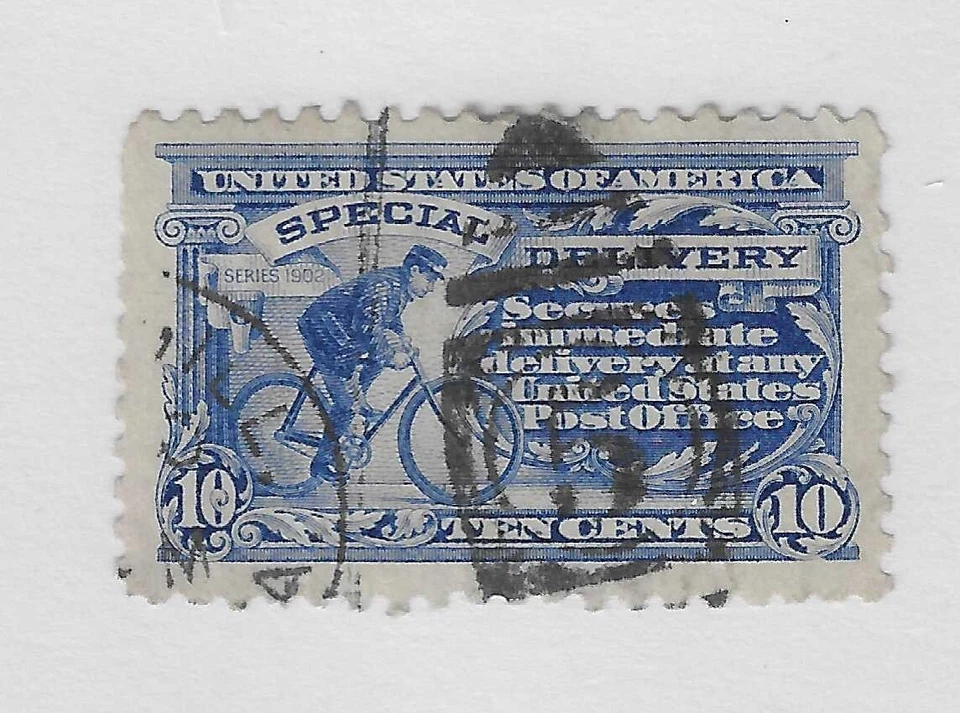 UNITED STATES OF AMERICA
SPECIAL
DELIVERY
SERIES 1902
Secures
immediate
delivery at any
United States
Post Office
10
TEN CENTS
10